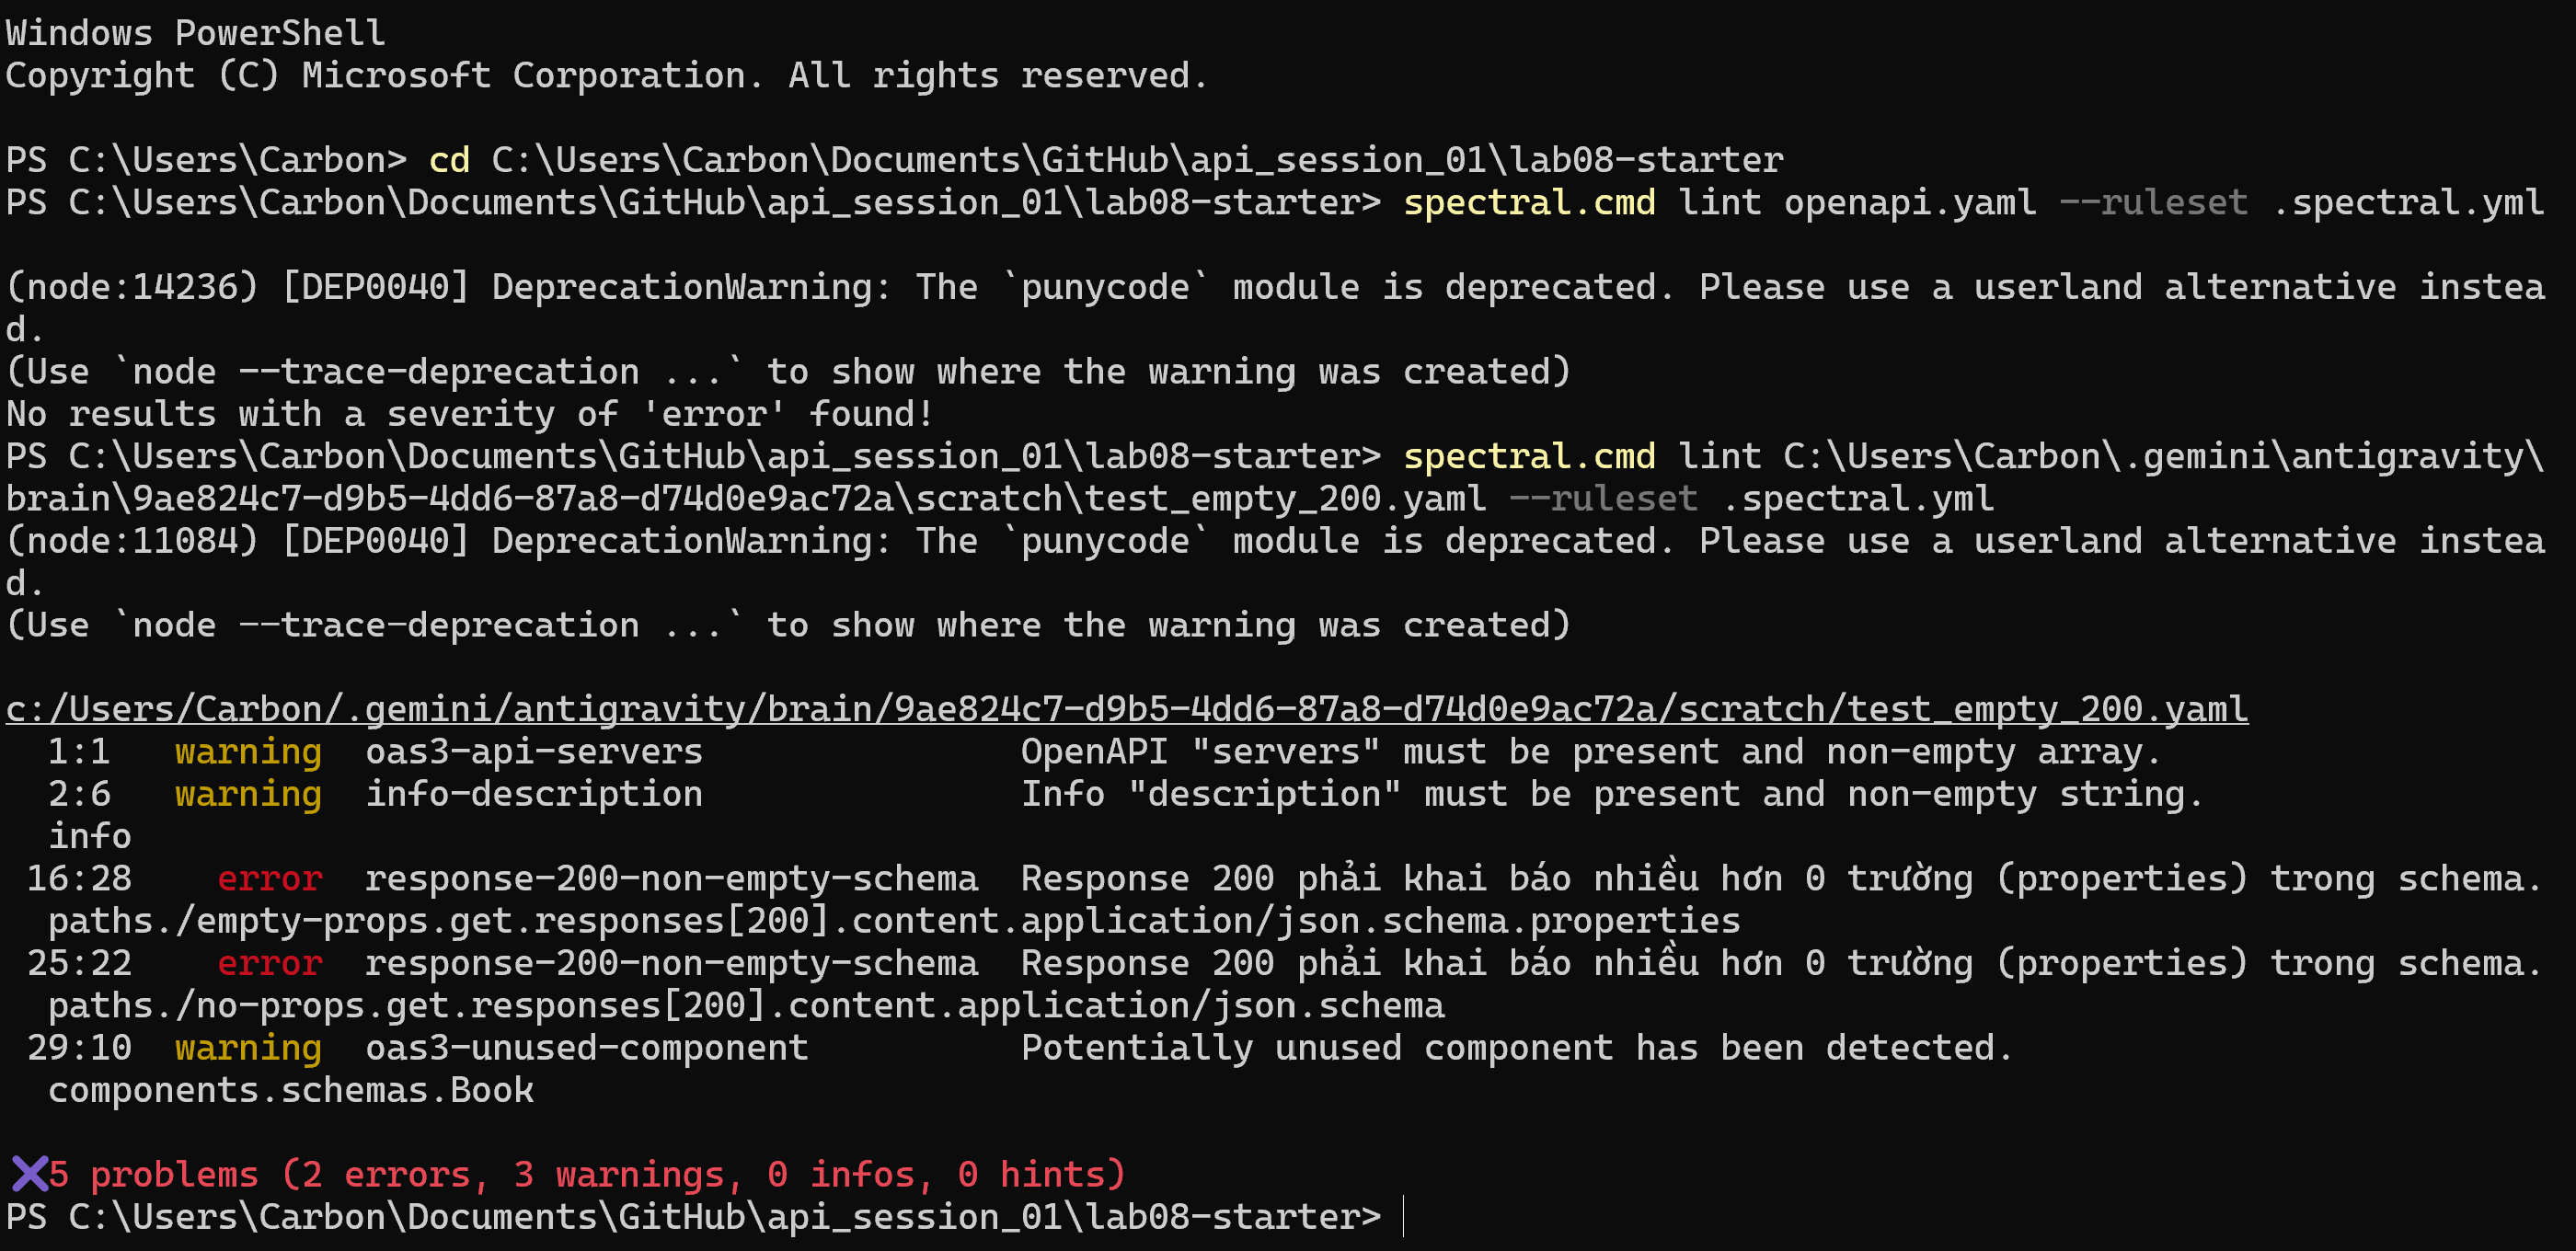 Windows PowerShell
Copyright (C) Microsoft Corporation. All rights reserved.
PS C:\Users\Carbon> cd C:\Users\Carbon\Documents\GitHub\api_session_01\lab08-starter
PS C:\Users\Carbon\Documents\GitHub\api_session_01\lab08-starter> spectral.cmd lint openapi.yaml --ruleset .spectral.yml
(node:14236) [DEP0040] DeprecationWarning: The `punycode` module is deprecated. Please use a userland alternative instea
d.
(Use `node --trace-deprecation ...` to show where the warning was created)
No results with a severity of 'error' found!
PS C:\Users\Carbon\Documents\GitHub\api_session_01\lab08-starter> spectral.cmd lint C:\Users\Carbon\.gemini\antigravity\
brain\9ae824c7-d9b5-4dd6-87a8-d74d0e9ac72a\scratch\test_empty_200.yaml --ruleset .spectral.yml
(node:11084) [DEP0040] DeprecationWarning: The `punycode` module is deprecated. Please use a userland alternative instea
d.
(Use `node --trace-deprecation ...` to show where the warning was created)
c:/Users/Carbon/.gemini/antigravity/brain/9ae824c7-d9b5-4dd6-87a8-d74d0e9ac72a/scratch/test_empty_200.yaml
1:1 warning oas3-api-servers OpenAPI "servers" must be present and non-empty array.
2:6 warning info-description Info "description" must be present and non-empty string.
info
16:28 error response-200-non-empty-schema Response 200 phải khai báo nhiều hơn 0 trường (properties) trong schema.
paths./empty-props.get.responses[200].content.application/json.schema.properties
25:22 error response-200-non-empty-schema Response 200 phải khai báo nhiều hơn 0 trường (properties) trong schema.
paths./no-props.get.responses[200].content.application/json.schema
29:10 warning oas3-unused-component Potentially unused component has been detected.
components.schemas.Book
✖5 problems (2 errors, 3 warnings, 0 infos, 0 hints)
PS C:\Users\Carbon\Documents\GitHub\api_session_01\lab08-starter>